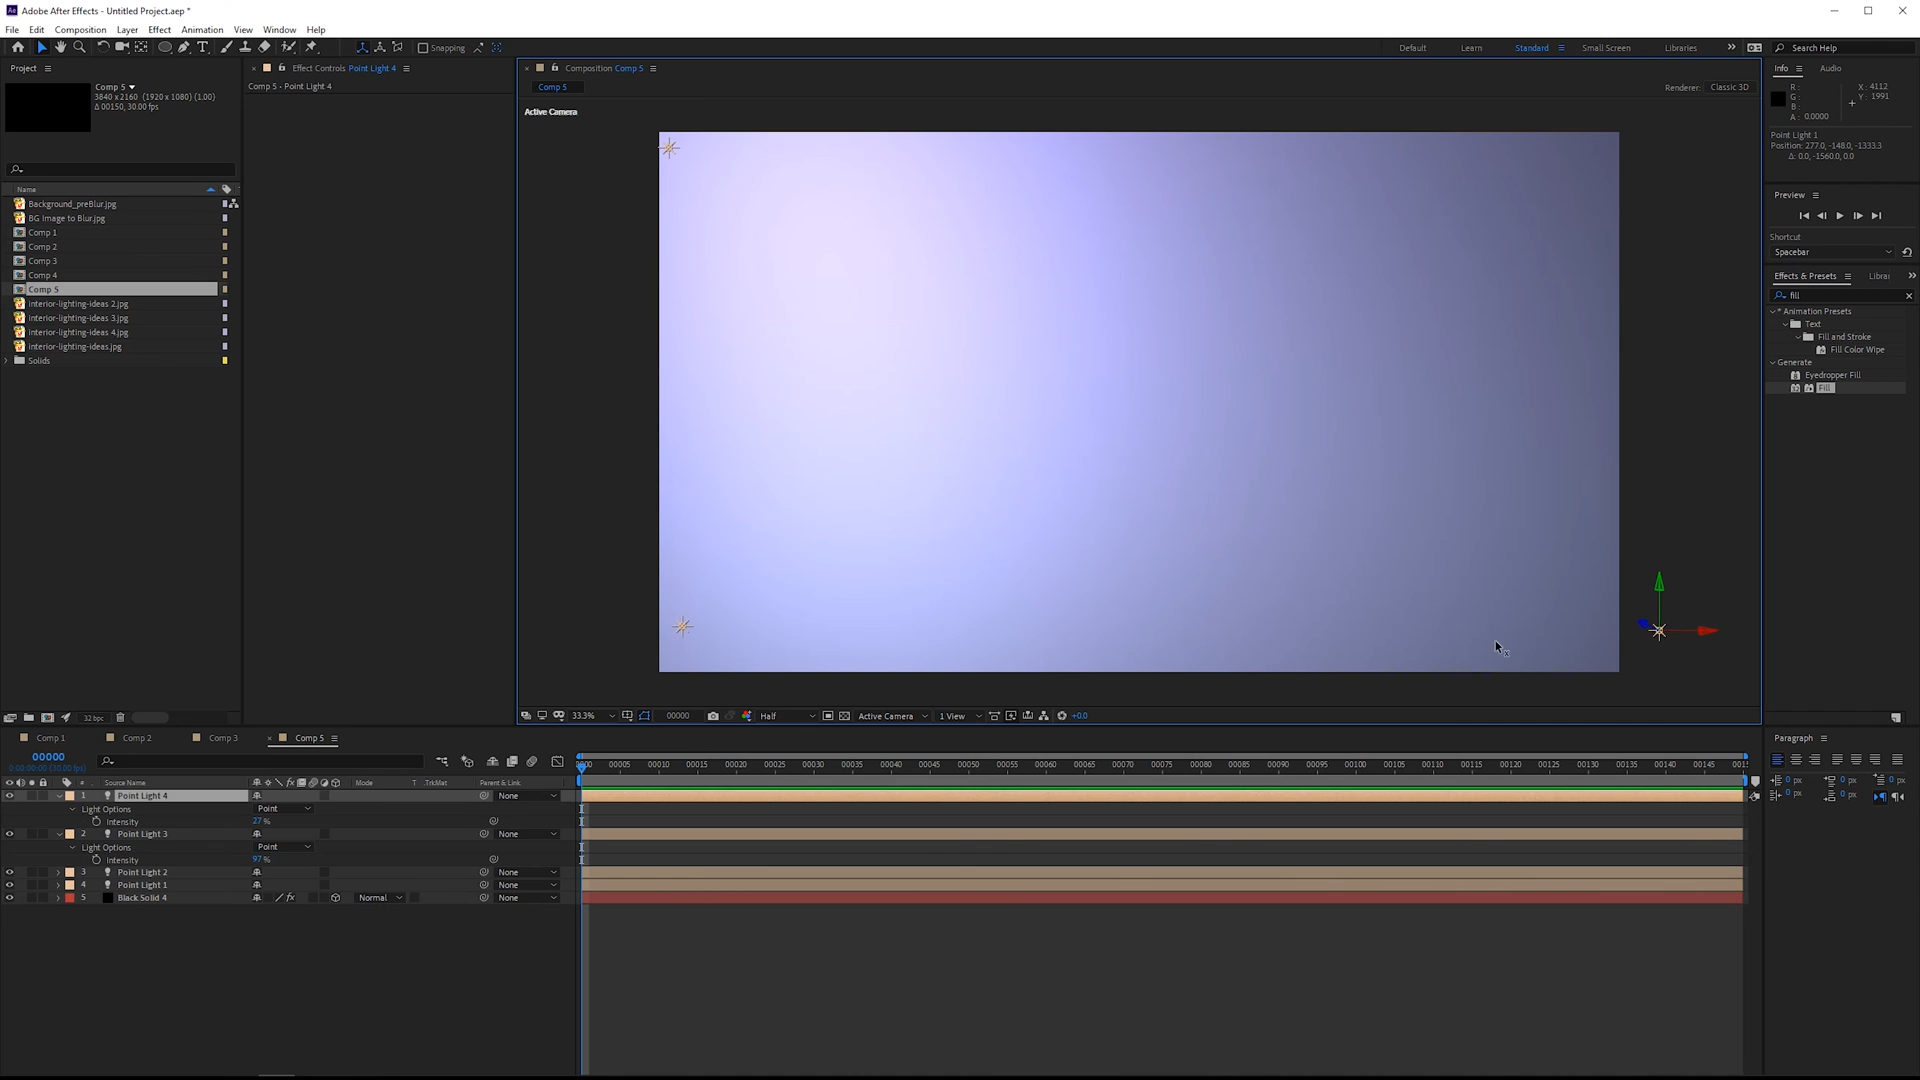 Ae Adobe After Effects - Untitled Project.aep *
File Edit Composition Layer Effect Animation View Window Help
Snapping
Default Learn Standard Small Screen Libraries
Search Help
Project
Comp 5
3840 x 2160 (1920 x 1080) (1.00)
Δ 00150, 30.00 fps
Name
Background_preBlur.jpg
BG Image to Blur.jpg
Comp 1
Comp 2
Comp 3
Comp 4
Comp 5
interior-lighting-ideas 2.jpg
interior-lighting-ideas 3.jpg
interior-lighting-ideas 4.jpg
interior-lighting-ideas.jpg
Solids
32 bpc
Effect Controls Point Light 4
Comp 5 • Point Light 4
Composition Comp 5
Comp 5
Renderer: Classic 3D
Active Camera
33.3% 00000 Half Active Camera 1 View +0.0
Info Audio
R :
G :
B :
A : 0.0000
X : 4112
Y : 1991
Point Light 1
Position: 277.0, -148.0, -1333.3
Δ: 0.0, -1560.0, 0.0
Preview
Shortcut
Spacebar
Effects & Presets Librar
fill
* Animation Presets
Text
Fill and Stroke
Fill Color Wipe
Generate
Eyedropper Fill
Fill
Paragraph
0 px 0 px 0 px
0 px 0 px
Comp 1 Comp 2 Comp 3 Comp 5
00000
0:00:00:00 (30.00 fps)
# Source Name Mode T .TrkMat Parent & Link
00005 00010 00015 00020 00025 00030 00035 00040 00045 00050 00055 00060 00065 00070 00075 00080 00085 00090 00095 00100 00105 00110 00115 00120 00125 00130 00135 00140 00145
1 Point Light 4 None
Light Options Point
Intensity 27 %
2 Point Light 3 None
Light Options Point
Intensity 97 %
3 Point Light 2 None
4 Point Light 1 None
5 Black Solid 4 fx Normal None